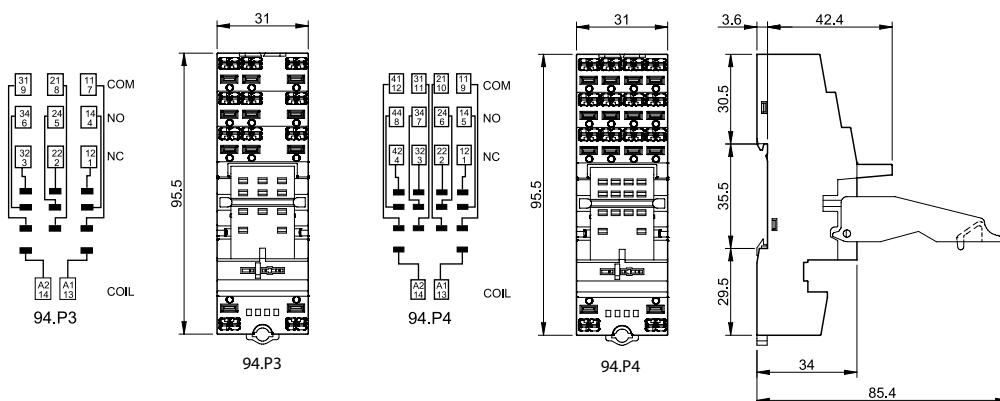 31
95.5
31
95.5
3.6
42.4
30.5
35.5
29.5
34
85.4
31 21 11 COM
9 8 7
34 24 14 NO
6 5 4
32 22 12 NC
3 2 1
A2 A1 COIL
14 13
94.P3
94.P3
41 31 21 11 COM
12 11 10 9
44 34 24 14 NO
8 7 6 5
42 32 22 12 NC
4 3 2 1
A2 A1 COIL
14 13
94.P4
94.P4